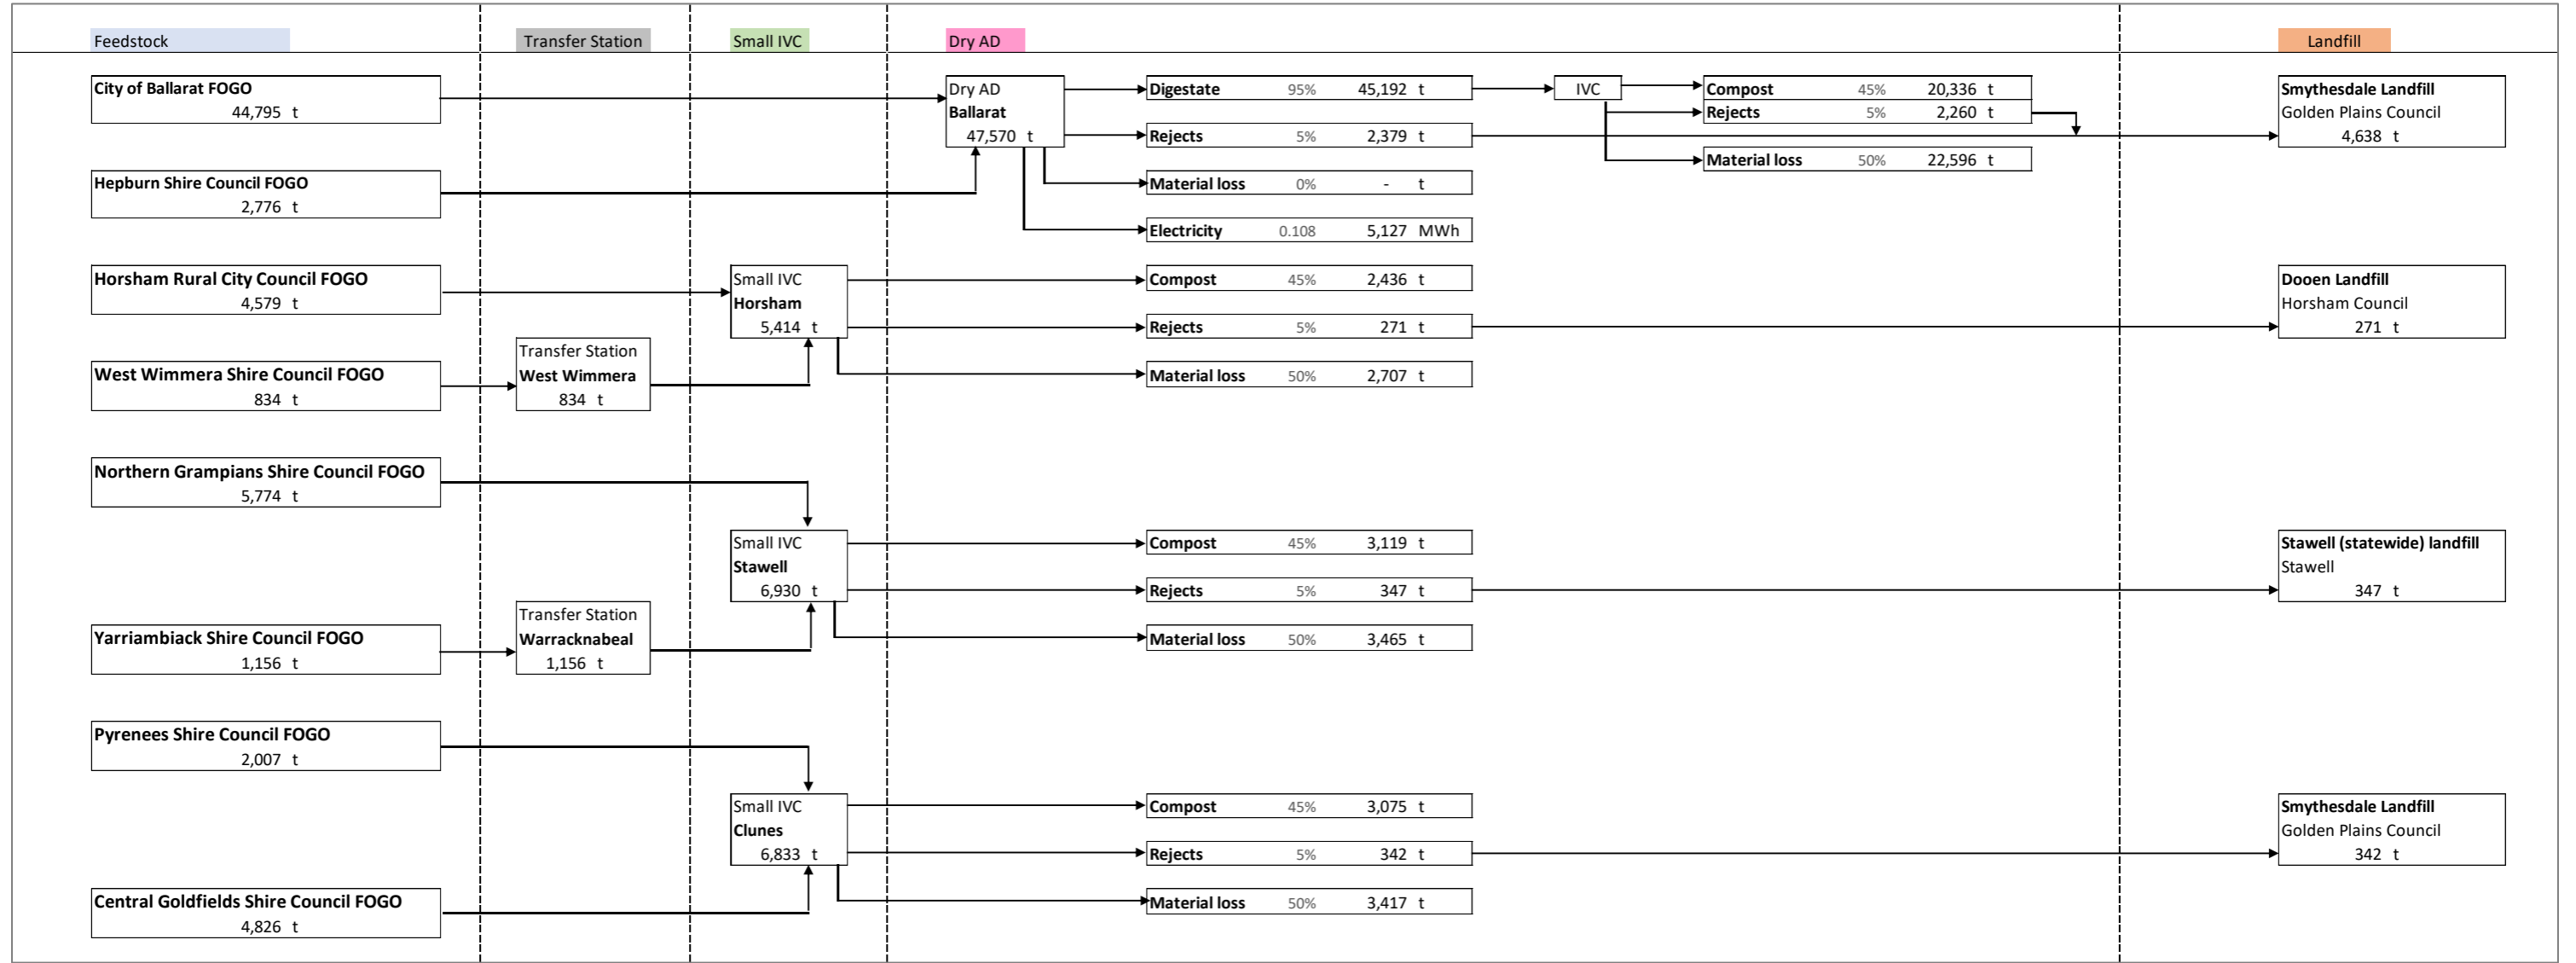 Feedstock
Transfer Station
Small IVC
Dry AD
Landfill
City of Ballarat FOGO
44,795 t
Dry AD
Ballarat
47,570 t
Digestate 95% 45,192 t
IVC
Compost 45% 20,336 t
Rejects 5% 2,260 t
Smythesdale Landfill
Golden Plains Council
4,638 t
Rejects 5% 2,379 t
Material loss 50% 22,596 t
Hepburn Shire Council FOGO
2,776 t
Material loss 0% - t
Electricity 0.108 5,127 MWh
Horsham Rural City Council FOGO
4,579 t
Small IVC
Horsham
5,414 t
Compost 45% 2,436 t
Rejects 5% 271 t
Dooen Landfill
Horsham Council
271 t
West Wimmera Shire Council FOGO
834 t
Transfer Station
West Wimmera
834 t
Material loss 50% 2,707 t
Northern Grampians Shire Council FOGO
5,774 t
Small IVC
Stawell
6,930 t
Compost 45% 3,119 t
Rejects 5% 347 t
Stawell (statewide) landfill
Stawell
347 t
Yarriambiack Shire Council FOGO
1,156 t
Transfer Station
Warracknabeal
1,156 t
Material loss 50% 3,465 t
Pyrenees Shire Council FOGO
2,007 t
Small IVC
Clunes
6,833 t
Compost 45% 3,075 t
Rejects 5% 342 t
Smythesdale Landfill
Golden Plains Council
342 t
Central Goldfields Shire Council FOGO
4,826 t
Material loss 50% 3,417 t